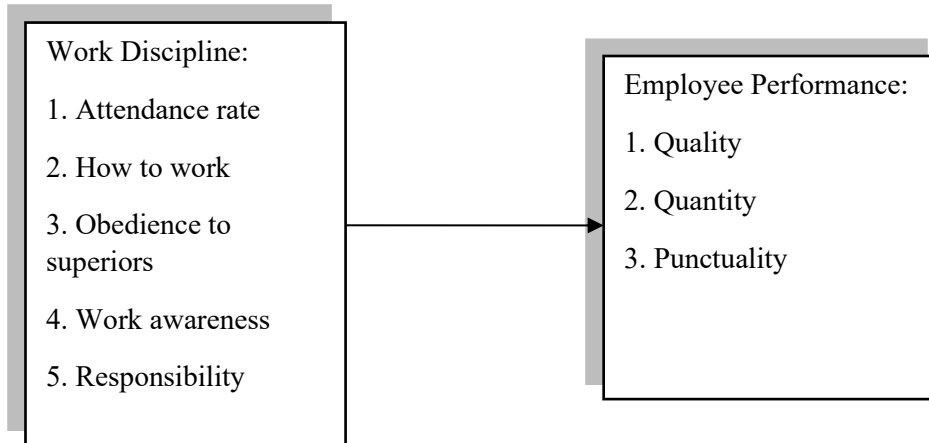 Work Discipline:
1. Attendance rate
2. How to work
3. Obedience to
superiors
4. Work awareness
5. Responsibility
Employee Performance:
1. Quality
2. Quantity
3. Punctuality